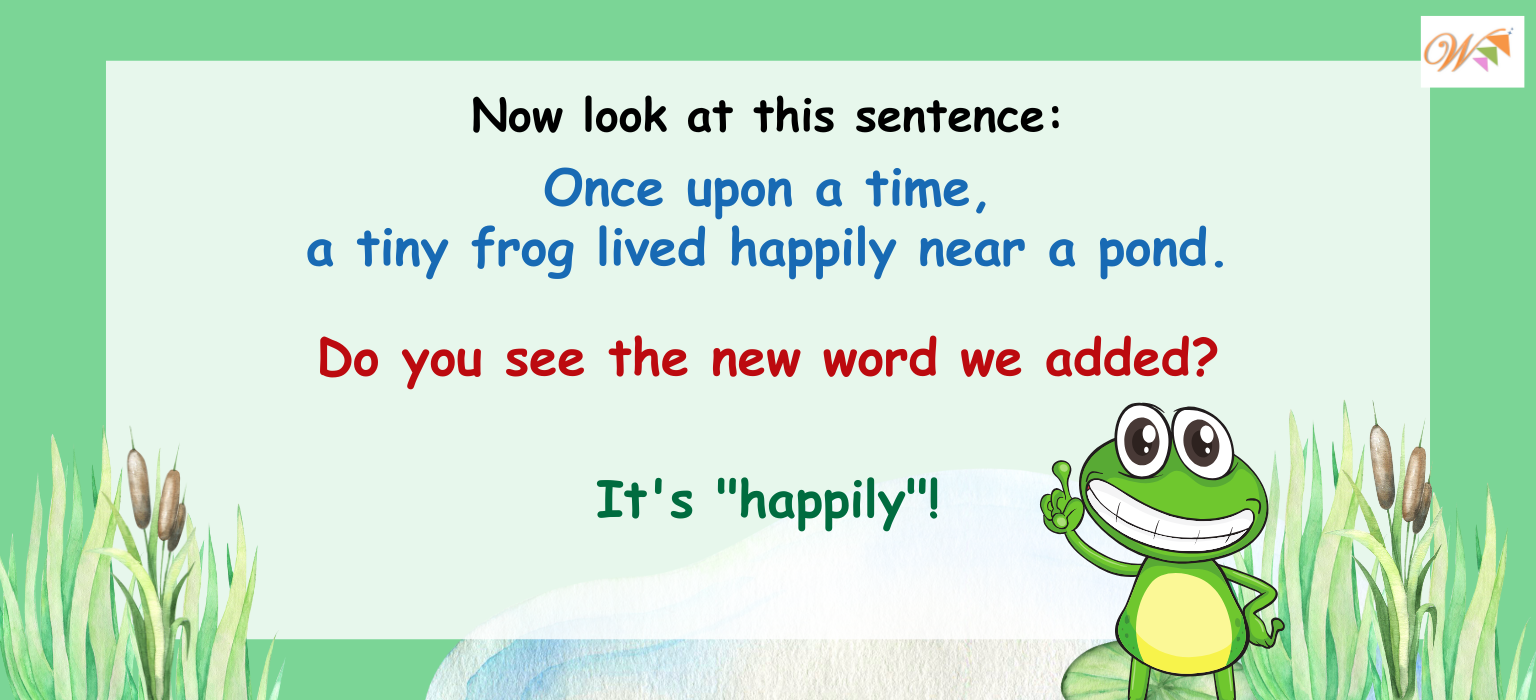 W
Now look at this sentence:
Once upon a time,
a tiny frog lived happily near a pond.
Do you see the new word we added?
It's "happily"!